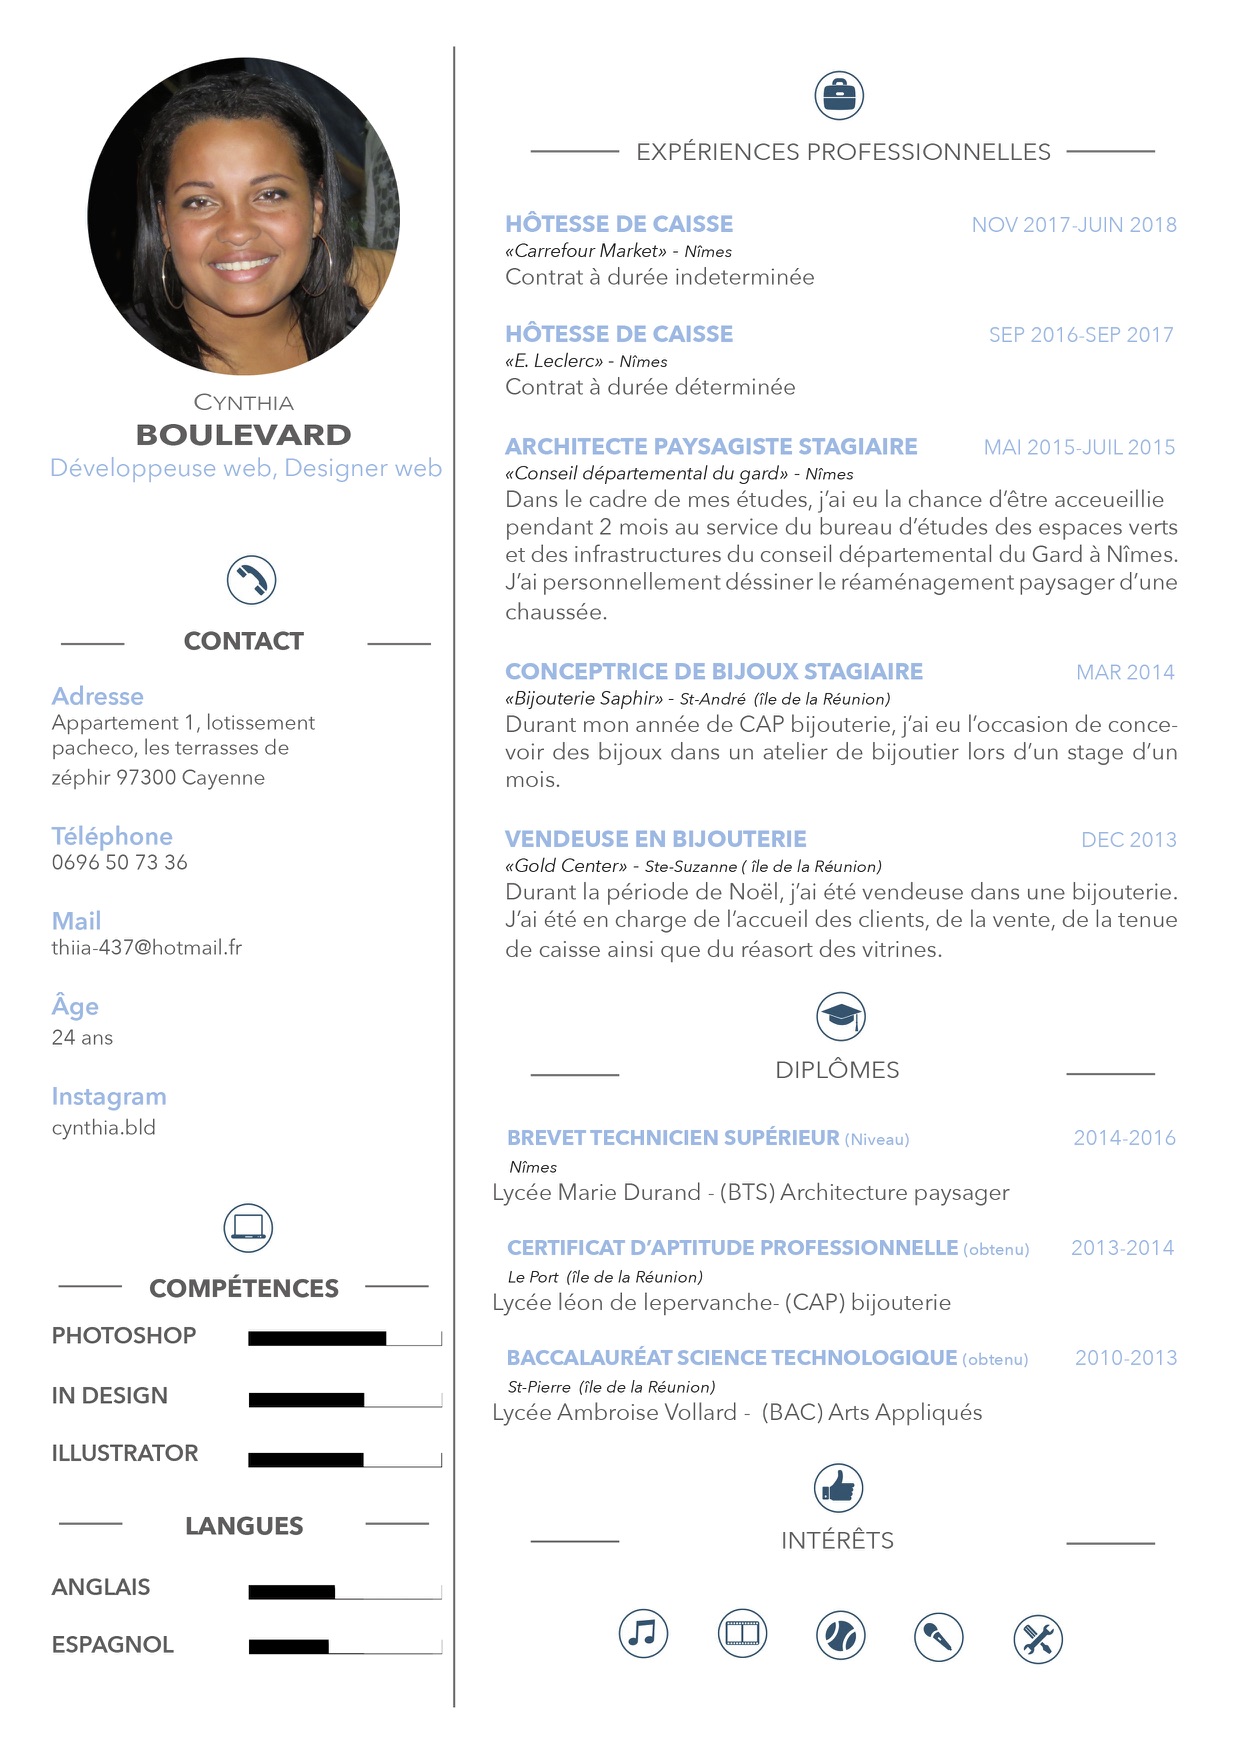 Cynthia
BOULEVARD
Développeuse web, Designer web
CONTACT
Adresse
Appartement 1, lotissement
pacheco, les terrasses de
zéphir 97300 Cayenne
Téléphone
0696 50 73 36
Mail
thiia-437@hotmail.fr
Âge
24 ans
Instagram
cynthia.bld
COMPÉTENCES
PHOTOSHOP
IN DESIGN
ILLUSTRATOR
LANGUES
ANGLAIS
ESPAGNOL
EXPÉRIENCES PROFESSIONNELLES
HÔTESSE DE CAISSE NOV 2017-JUIN 2018
«Carrefour Market» - Nîmes
Contrat à durée indeterminée
HÔTESSE DE CAISSE SEP 2016-SEP 2017
«E. Leclerc» - Nîmes
Contrat à durée déterminée
ARCHITECTE PAYSAGISTE STAGIAIRE MAI 2015-JUIL 2015
«Conseil départemental du gard» - Nîmes
Dans le cadre de mes études, j’ai eu la chance d’être acceueillie
pendant 2 mois au service du bureau d’études des espaces verts
et des infrastructures du conseil départemental du Gard à Nîmes.
J’ai personnellement déssiner le réaménagement paysager d’une
chaussée.
CONCEPTRICE DE BIJOUX STAGIAIRE MAR 2014
«Bijouterie Saphir» - St-André (île de la Réunion)
Durant mon année de CAP bijouterie, j’ai eu l’occasion de conce-
voir des bijoux dans un atelier de bijoutier lors d’un stage d’un
mois.
VENDEUSE EN BIJOUTERIE DEC 2013
«Gold Center» - Ste-Suzanne ( île de la Réunion)
Durant la période de Noël, j’ai été vendeuse dans une bijouterie.
J’ai été en charge de l’accueil des clients, de la vente, de la tenue
de caisse ainsi que du réasort des vitrines.
DIPLÔMES
BREVET TECHNICIEN SUPÉRIEUR (Niveau) 2014-2016
Nîmes
Lycée Marie Durand - (BTS) Architecture paysager
CERTIFICAT D’APTITUDE PROFESSIONNELLE (obtenu) 2013-2014
Le Port (île de la Réunion)
Lycée léon de lepervanche- (CAP) bijouterie
BACCALAURÉAT SCIENCE TECHNOLOGIQUE (obtenu) 2010-2013
St-Pierre (île de la Réunion)
Lycée Ambroise Vollard - (BAC) Arts Appliqués
INTÉRÊTS